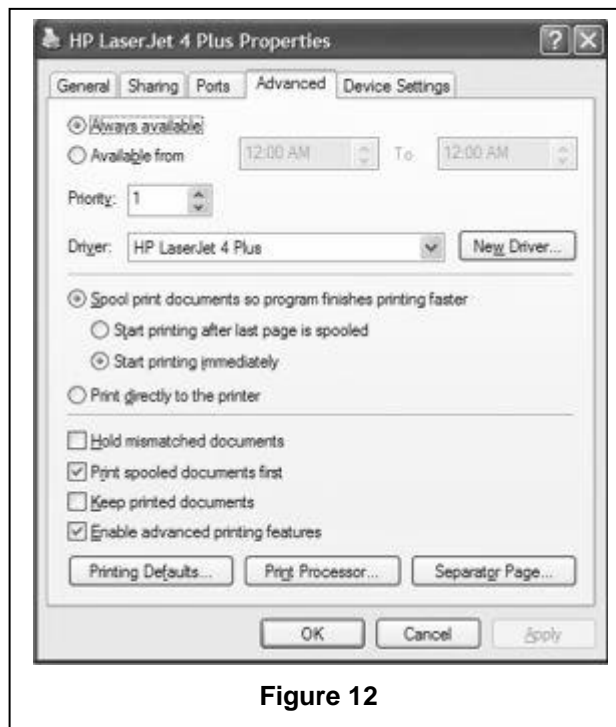 HP LaserJet 4 Plus Properties
General Sharing Ports Advanced Device Settings
Always available
Available from 12:00 AM To 12:00 AM
Priority: 1
Driver: HP LaserJet 4 Plus New Driver...
Spool print documents so program finishes printing faster
Start printing after last page is spooled
Start printing immediately
Print directly to the printer
Hold mismatched documents
Print spooled documents first
Keep printed documents
Enable advanced printing features
Printing Defaults... Print Processor... Separator Page...
OK Cancel Apply
Figure 12